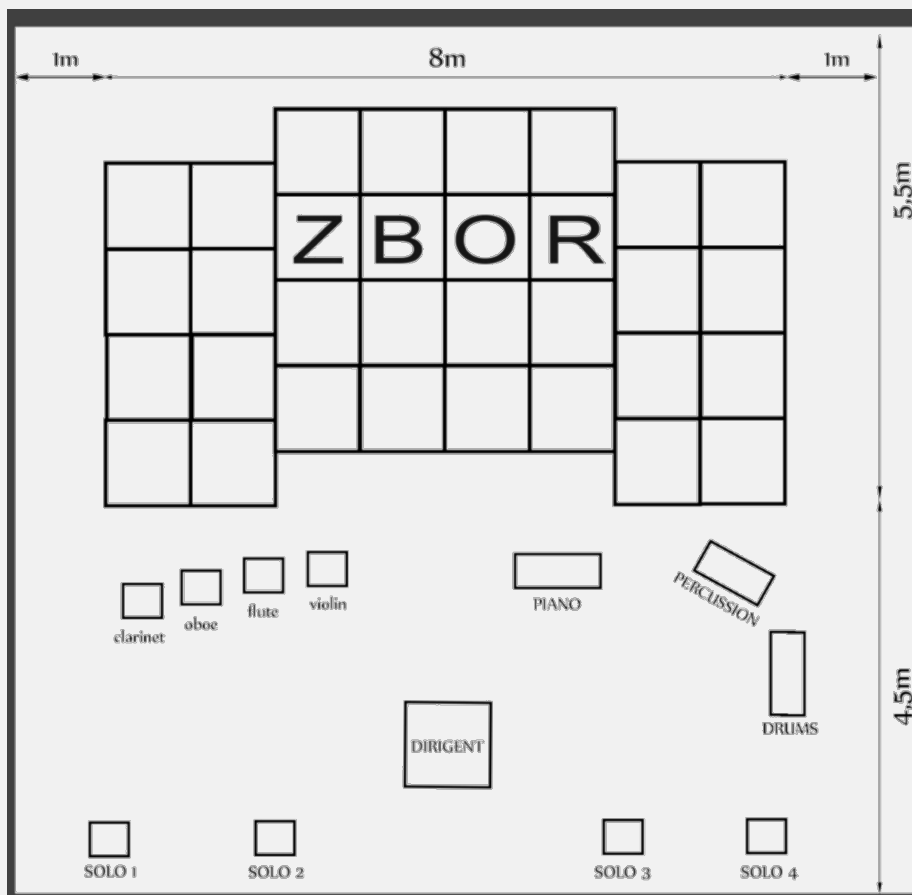 1m 8m 1m
5,5m
Z B O R
violin
flute
oboe
clarinet
PIANO
PERCUSSION
4,5m
DRUMS
DIRIGENT
SOLO 1 SOLO 2 SOLO 3 SOLO 4